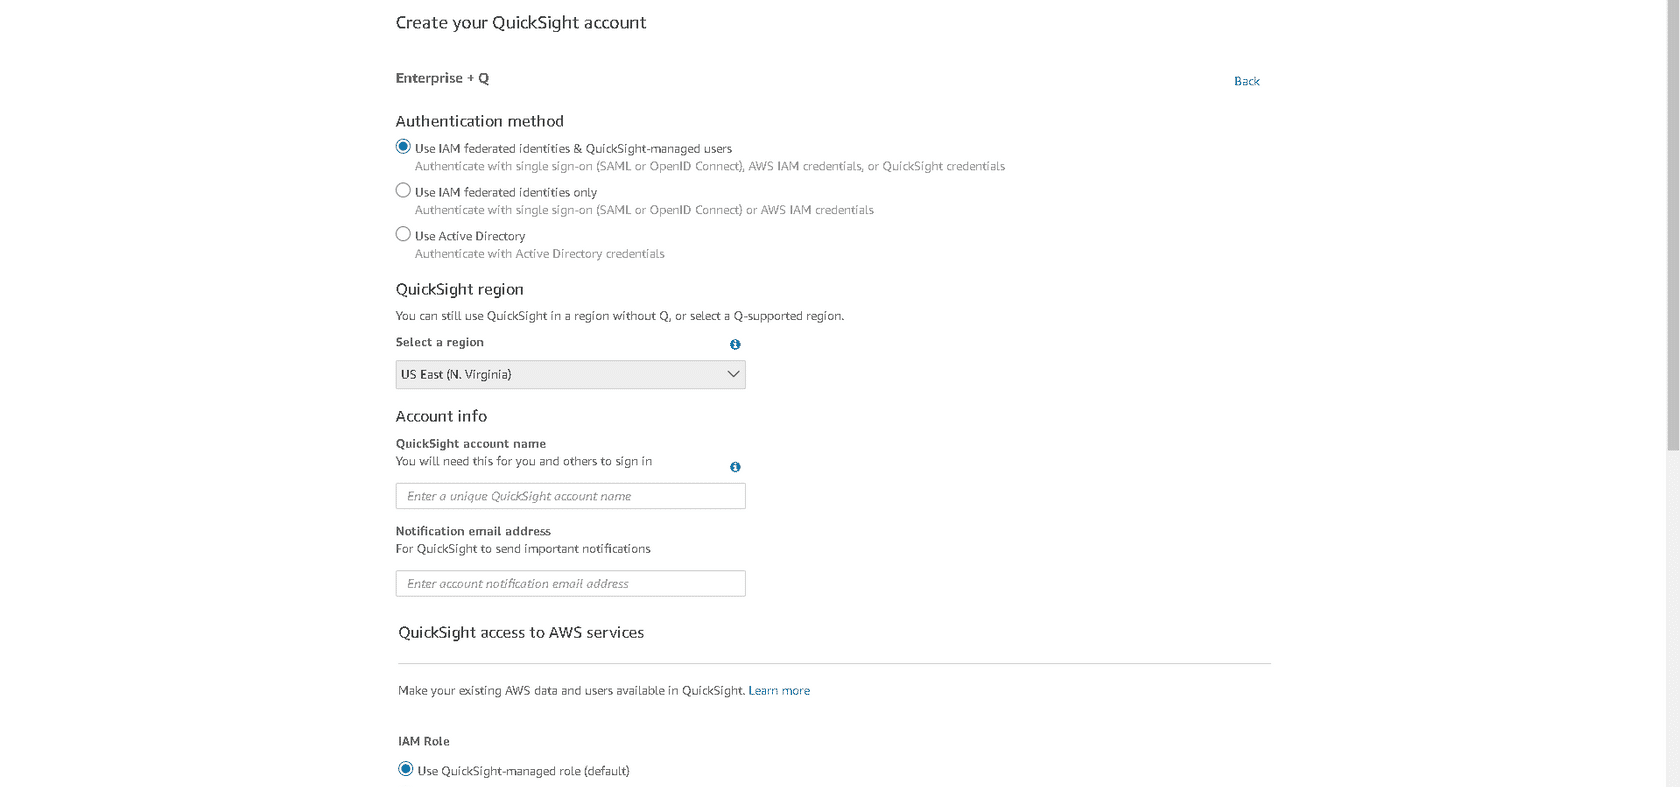 Create your QuickSight account
Enterprise + Q
Back
Authentication method
Use IAM federated identities & QuickSight-managed users
Authenticate with single sign-on (SAML or OpenID Connect), AWS IAM credentials, or QuickSight credentials
Use IAM federated identities only
Authenticate with single sign-on (SAML or OpenID Connect) or AWS IAM credentials
Use Active Directory
Authenticate with Active Directory credentials
QuickSight region
You can still use QuickSight in a region without Q, or select a Q-supported region.
Select a region
US East (N. Virginia)
Account info
QuickSight account name
You will need this for you and others to sign in
Enter a unique QuickSight account name
Notification email address
For QuickSight to send important notifications
Enter account notification email address
QuickSight access to AWS services
Make your existing AWS data and users available in QuickSight. Learn more
IAM Role
Use QuickSight-managed role (default)